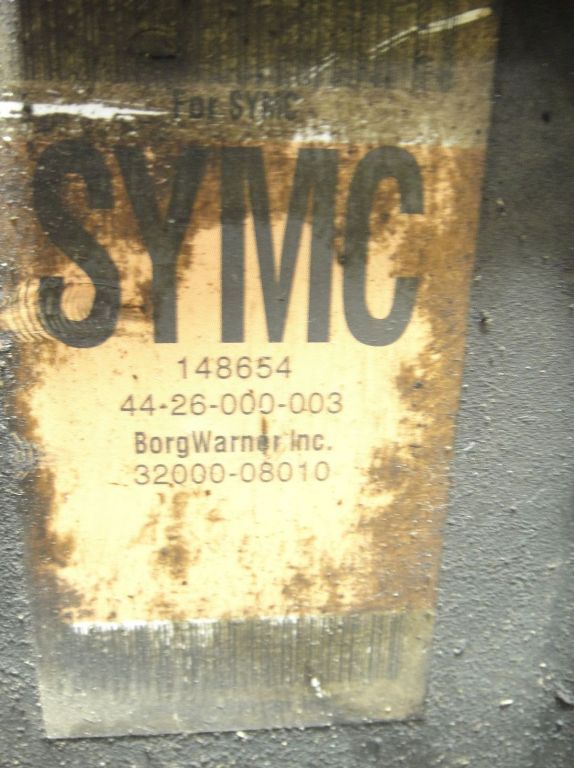 For SYMC
SYMC
148654
44-26-000-003
BorgWarner Inc.
32000-08010